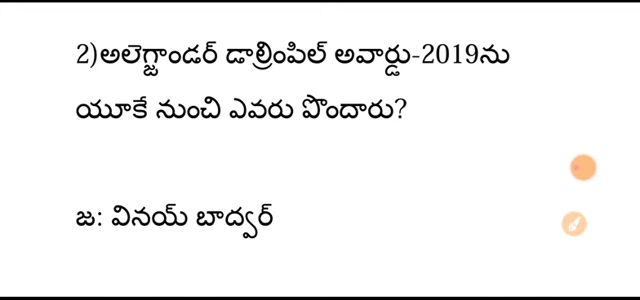 2)అలెగ్జాండర్ డాల్రింపిల్ అవార్డు-2019ను
యూకే నుంచి ఎవరు పొందారు?
జ: వినయ్ బాద్వర్